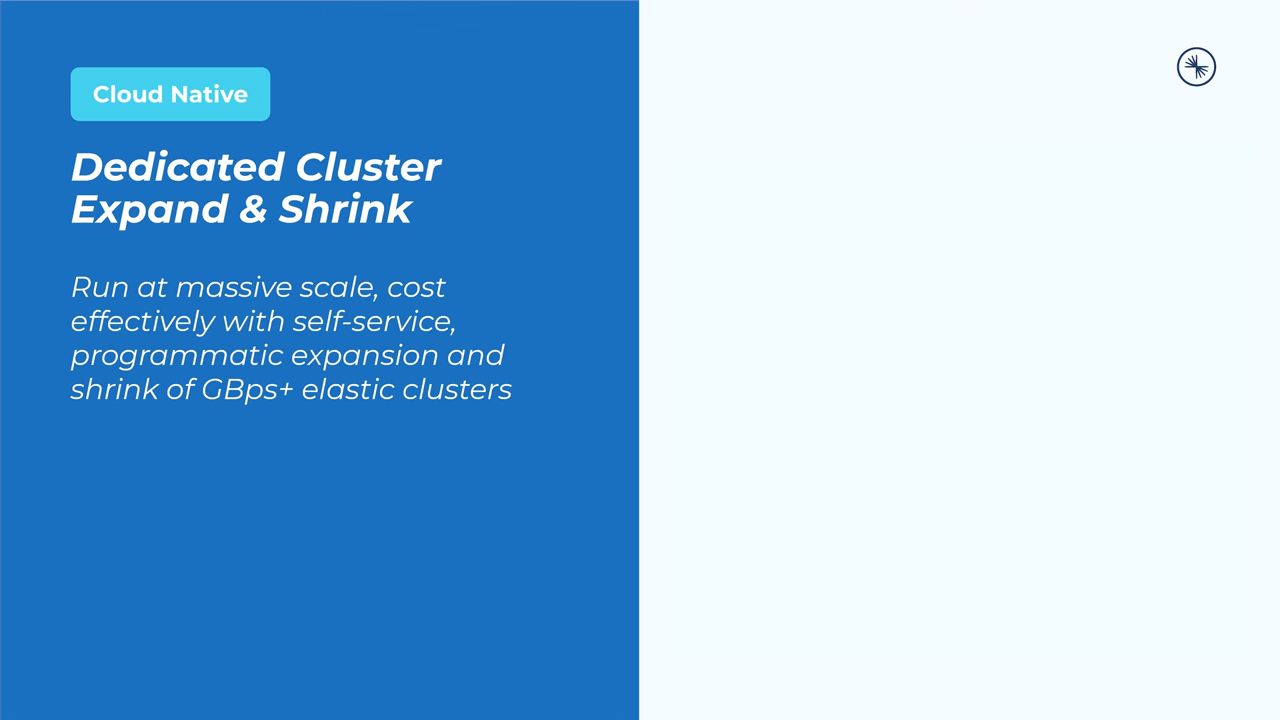 Cloud Native
Dedicated Cluster
Expand & Shrink
Run at massive scale, cost
effectively with self-service,
programmatic expansion and
shrink of GBps+ elastic clusters